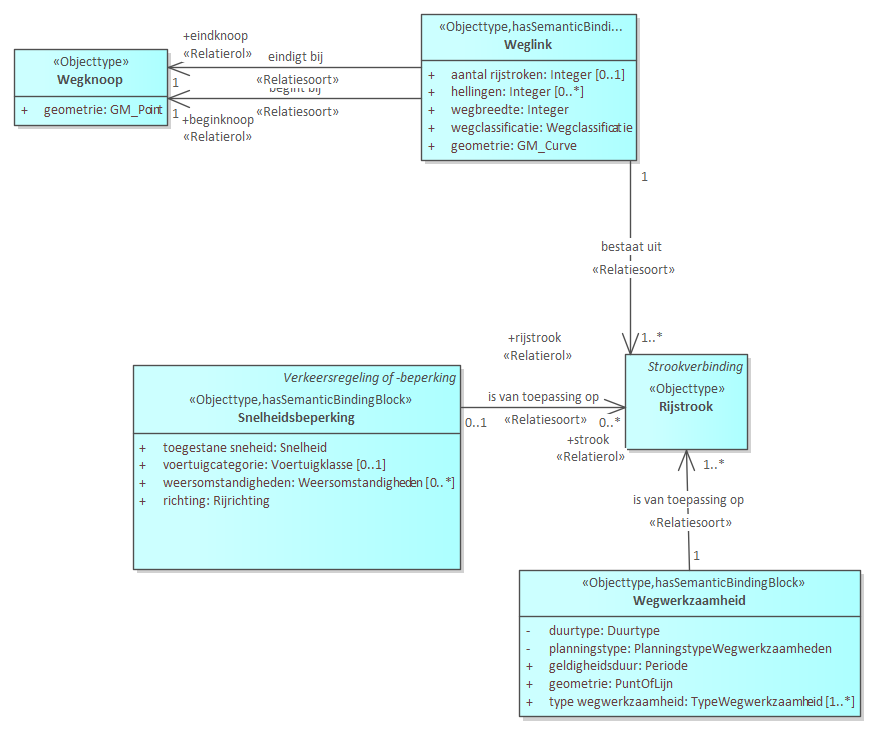 «Objecttype»
Wegknoop
+ geometrie: GM_Point
+eindknoop
«Relatierol»
1
eindigt bij
«Relatiesoort»
begint bij
«Relatiesoort»
1
+beginknoop
«Relatierol»
«Objecttype,hasSemanticBindi...
Weglink
+ aantal rijstroken: Integer [0..1]
+ hellingen: Integer [0..*]
+ wegbreedte: Integer
+ wegclassificatie: Wegclassificatie
+ geometrie: GM_Curve
1
bestaat uit
«Relatiesoort»
+rijstrook
«Relatierol»
1..*
Verkeersregeling of -beperking
«Objecttype,hasSemanticBindingBlock»
Snelheidsbeperking
+ toegestane sneheid: Snelheid
+ voertuigcategorie: Voertuigklasse [0..1]
+ weersomstandigheden: Weersomstandigheden [0..*]
+ richting: Rijrichting
is van toepassing op
0..1
«Relatiesoort»
0..*
+strook
«Relatierol»
Strookverbinding
«Objecttype»
Rijstrook
1..*
is van toepassing op
«Relatiesoort»
1
«Objecttype,hasSemanticBindingBlock»
Wegwerkzaamheid
- duurtype: Duurtype
- planningstype: PlanningstypeWegwerkzaamheden
+ geldigheidsduur: Periode
+ geometrie: PuntOfLijn
+ type wegwerkzaamheid: TypeWegwerkzaamheid [1..*]